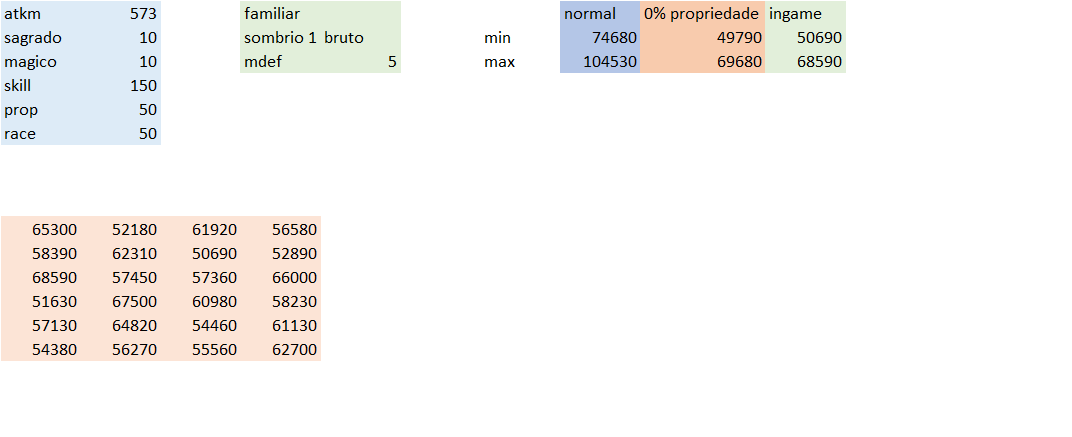 atkm 573 familiar normal 0% propriedade ingame
sagrado 10 sombrio 1 bruto min 74680 49790 50690
magico 10 mdef 5 max 104530 69680 68590
skill 150
prop 50
race 50
65300 52180 61920 56580
58390 62310 50690 52890
68590 57450 57360 66000
51630 67500 60980 58230
57130 64820 54460 61130
54380 56270 55560 62700